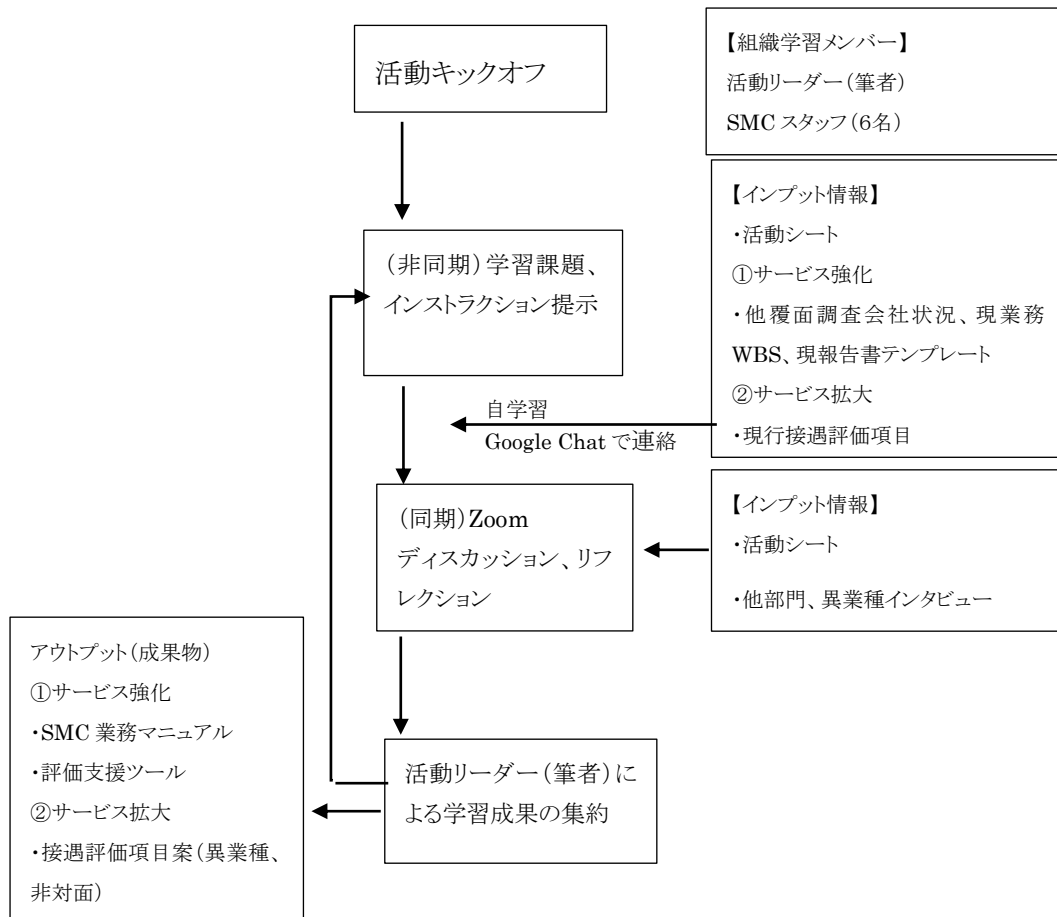 活動キックオフ
【組織学習メンバー】
活動リーダー(筆者)
SMC スタッフ(6名)
(非同期)学習課題、
インストラクション提示
【インプット情報】
・活動シート
①サービス強化
・他覆面調査会社状況、現業務
WBS、現報告書テンプレート
②サービス拡大
・現行接遇評価項目
自学習
Google Chat で連絡
(同期)Zoom
ディスカッション、リフ
レクション
【インプット情報】
・活動シート
・他部門、異業種インタビュー
アウトプット(成果物)
①サービス強化
・SMC 業務マニュアル
・評価支援ツール
②サービス拡大
・接遇評価項目案(異業種、
非対面)
活動リーダー(筆者)に
よる学習成果の集約